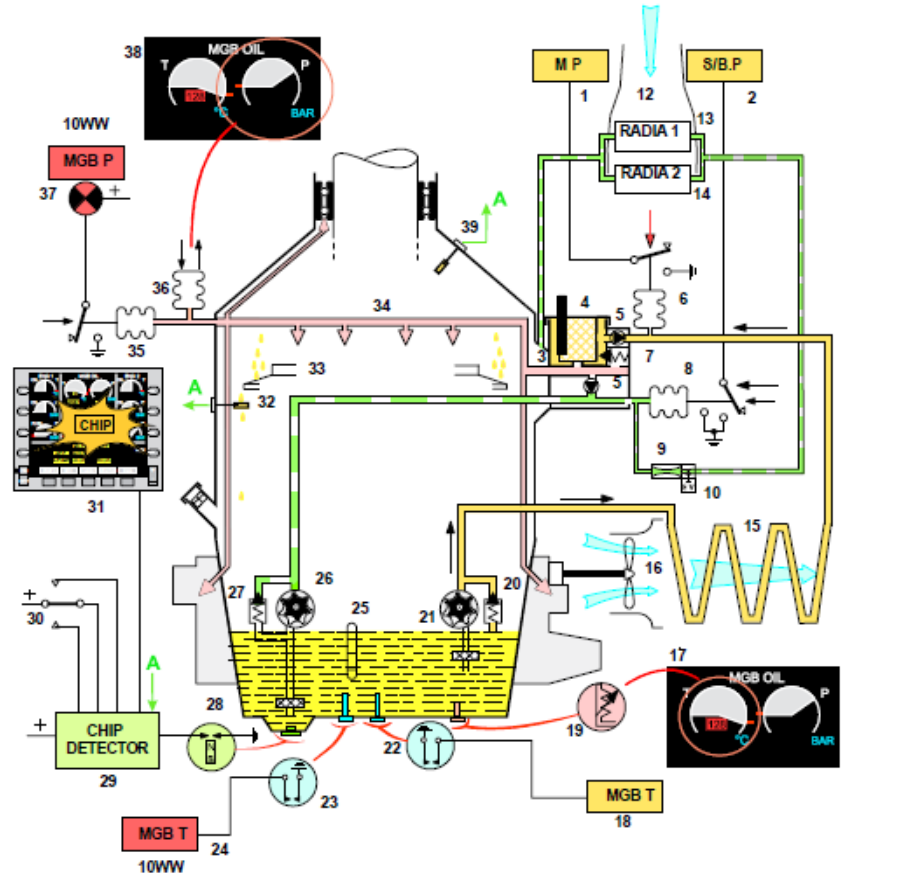 38
MGB OIL
T
P
128
°C
BAR
M P
S/B.P
1
12
2
10WW
MGB P
37
+
13
RADIA 1
RADIA 2
14
A
39
36
34
4
5
6
35
3
7
33
5
8
CHIP
A
32
9
10
31
15
16
27
26
25
21
20
30
+
A
28
17
MGB OIL
T
P
128
°C
BAR
+
CHIP
DETECTOR
29
22
19
23
MGB T
18
MGB T
24
10WW